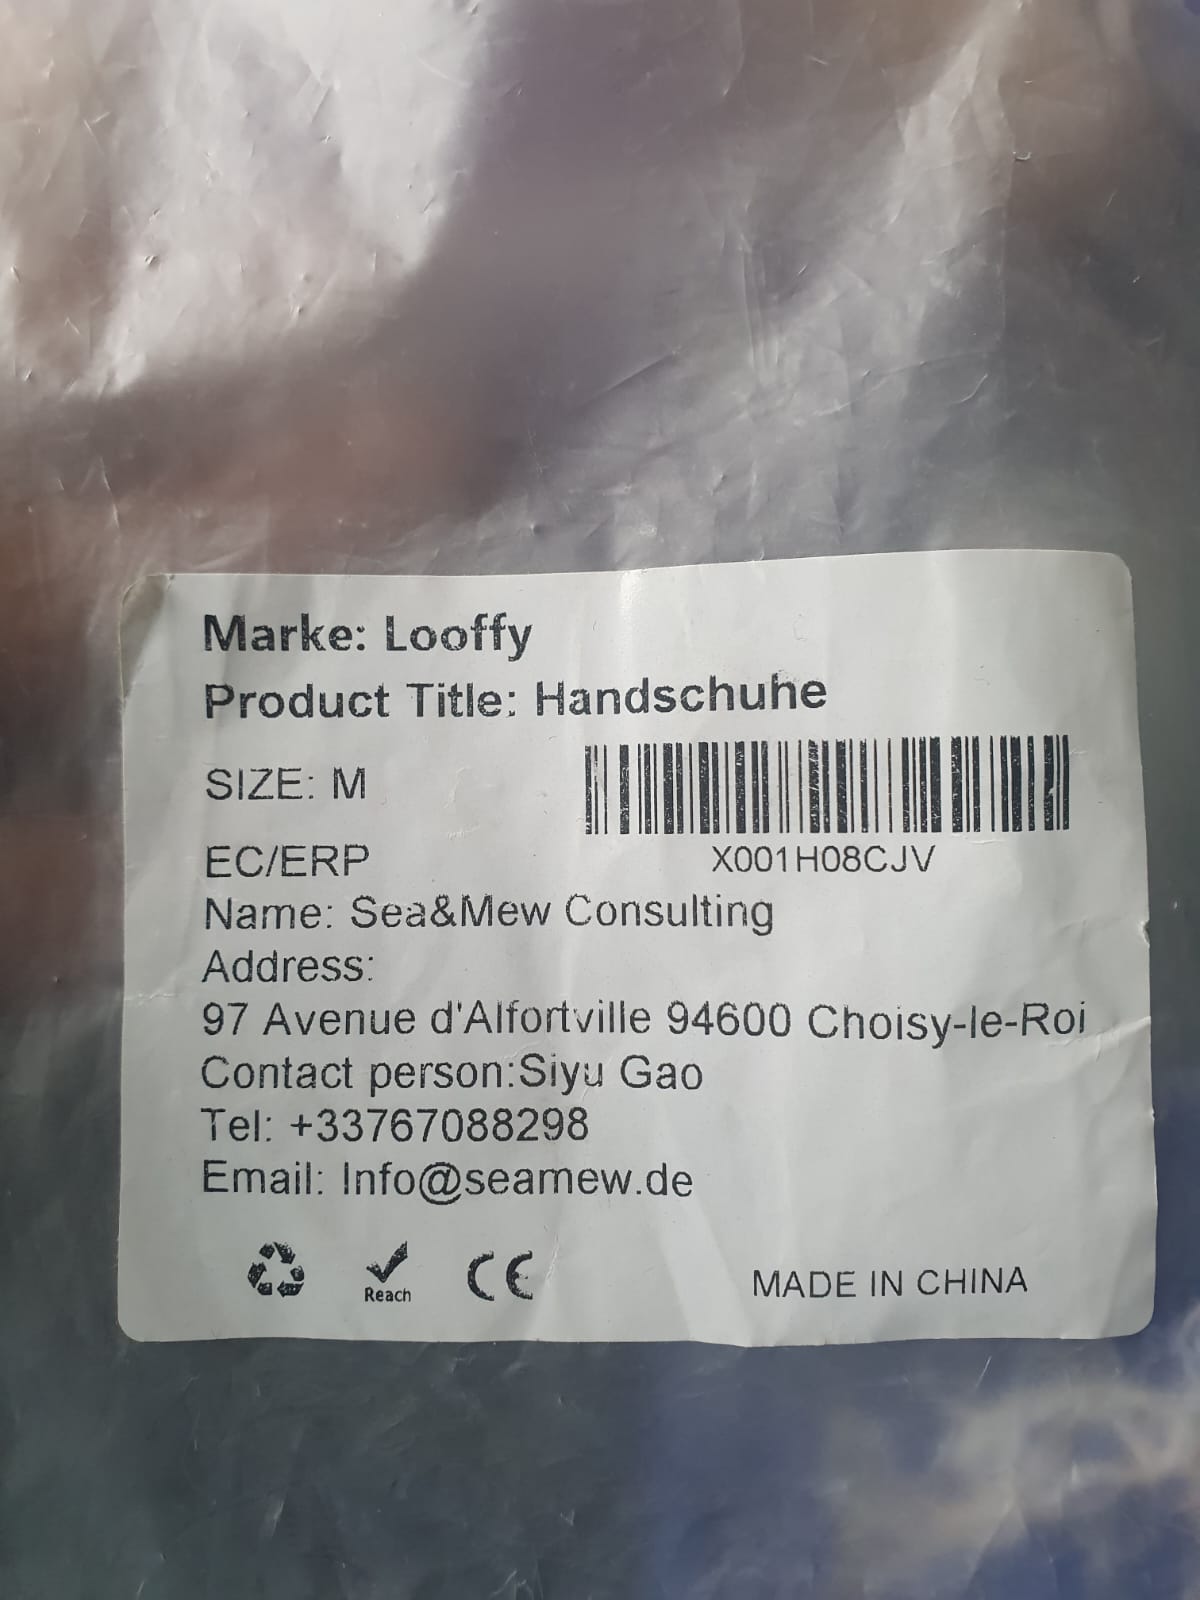 Marke: Looffy
Product Title: Handschuhe
SIZE: M
EC/ERP
X001H08CJV
Name: Sea&Mew Consulting
Address:
97 Avenue d'Alfortville 94600 Choisy-le-Roi
Contact person:Siyu Gao
Tel: +33767088298
Email: Info@seamew.de
Reach
CE
MADE IN CHINA